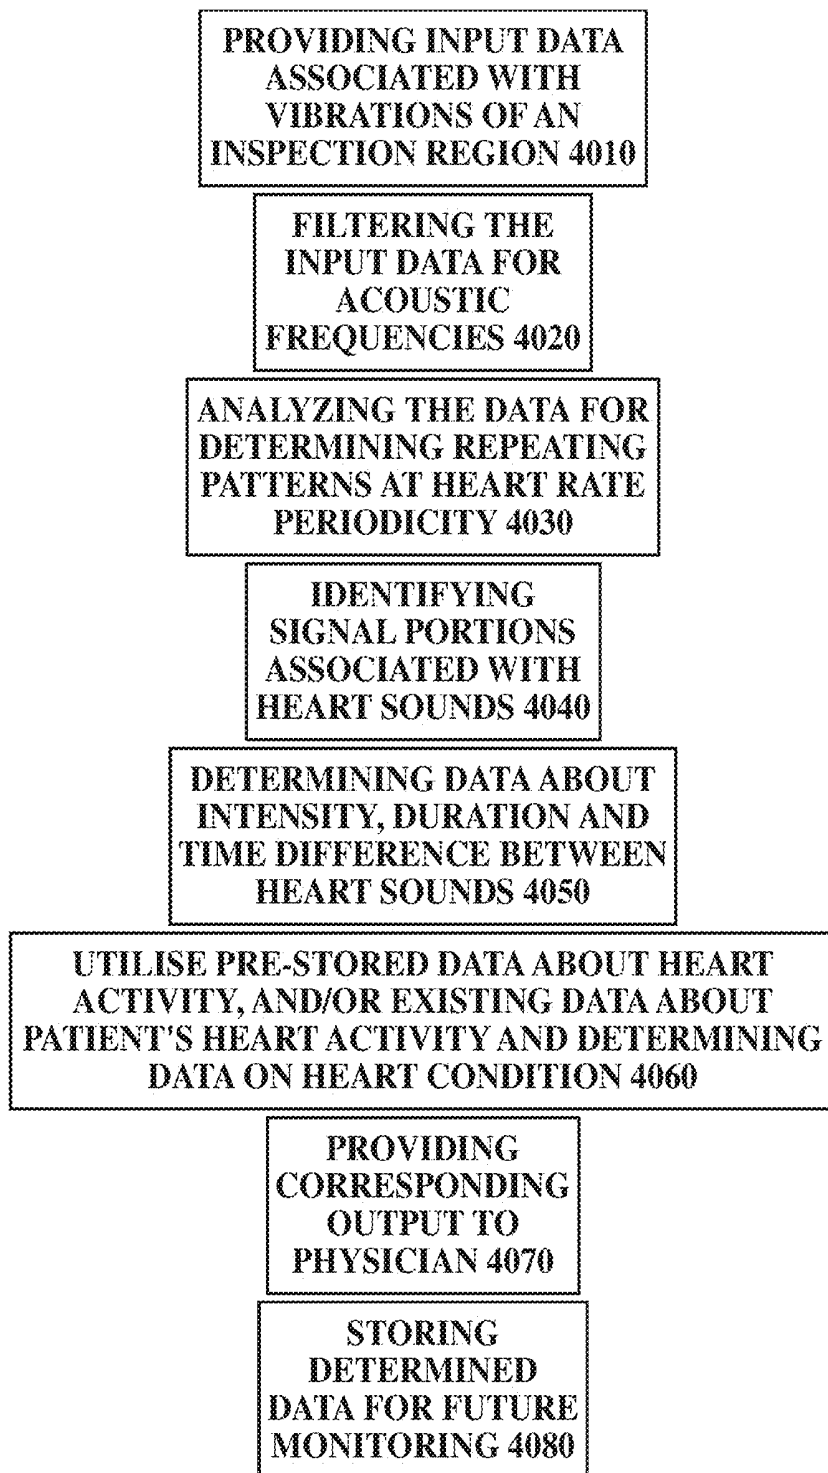 PROVIDING INPUT DATA
ASSOCIATED WITH
VIBRATIONS OF AN
INSPECTION REGION 4010
FILTERING THE
INPUT DATA FOR
ACOUSTIC
FREQUENCIES 4020
ANALYZING THE DATA FOR
DETERMINING REPEATING
PATTERNS AT HEART RATE
PERIODICITY 4030
IDENTIFYING
SIGNAL PORTIONS
ASSOCIATED WITH
HEART SOUNDS 4040
DETERMINING DATA ABOUT
INTENSITY, DURATION AND
TIME DIFFERENCE BETWEEN
HEART SOUNDS 4050
UTILISE PRE-STORED DATA ABOUT HEART
ACTIVITY, AND/OR EXISTING DATA ABOUT
PATIENT'S HEART ACTIVITY AND DETERMINING
DATA ON HEART CONDITION 4060
PROVIDING
CORRESPONDING
OUTPUT TO
PHYSICIAN 4070
STORING
DETERMINED
DATA FOR FUTURE
MONITORING 4080